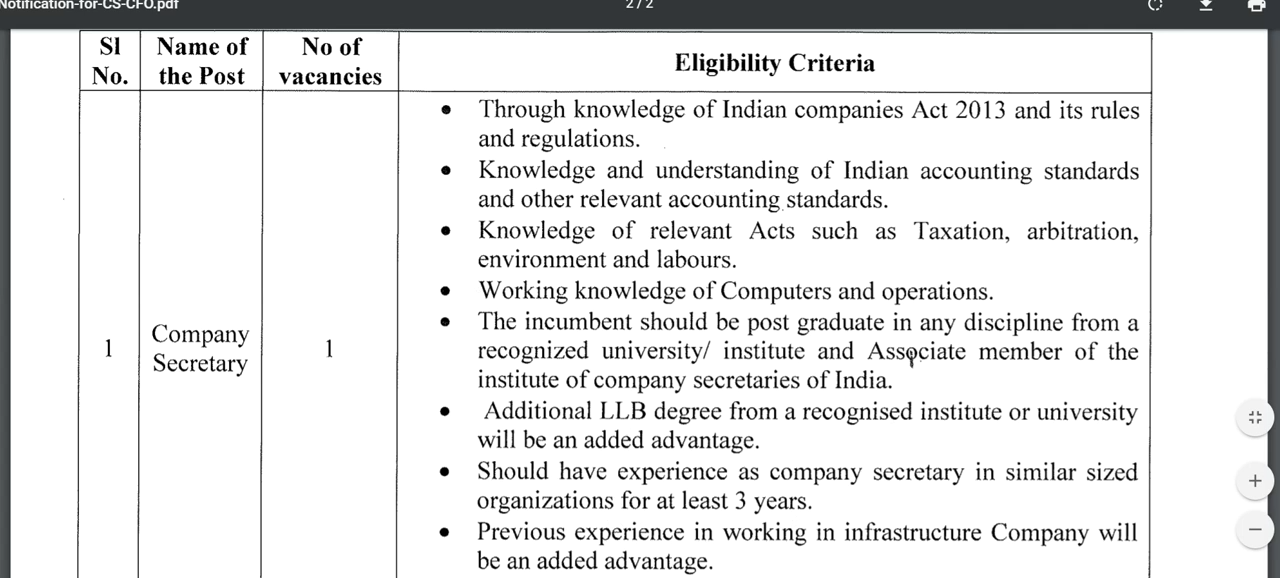 Notification-for-CS-CFO.pdf
2 / 2
Sl No.
Name of the Post
No of vacancies
Eligibility Criteria
1
Company Secretary
1
• Through knowledge of Indian companies Act 2013 and its rules
and regulations.
• Knowledge and understanding of Indian accounting standards
and other relevant accounting standards.
• Knowledge of relevant Acts such as Taxation, arbitration,
environment and labours.
• Working knowledge of Computers and operations.
• The incumbent should be post graduate in any discipline from a
recognized university/ institute and Associate member of the
institute of company secretaries of India.
• Additional LLB degree from a recognised institute or university
will be an added advantage.
• Should have experience as company secretary in similar sized
organizations for at least 3 years.
• Previous experience in working in infrastructure Company will
be an added advantage.